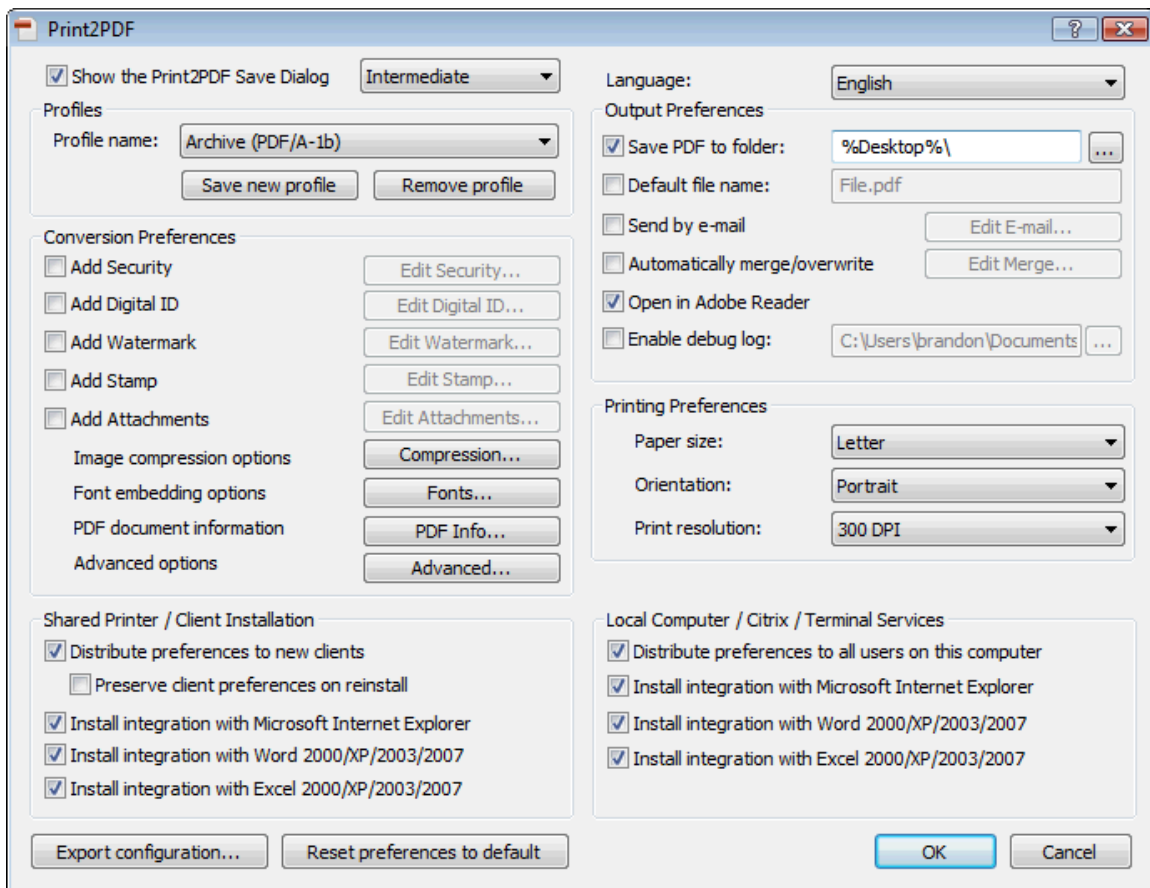 Print2PDF
Show the Print2PDF Save Dialog Intermediate
Language: English
Profiles
Profile name: Archive (PDF/A-1b)
Save new profile Remove profile
Output Preferences
Save PDF to folder: %Desktop%\ ...
Default file name: File.pdf
Send by e-mail Edit E-mail...
Automatically merge/overwrite Edit Merge...
Open in Adobe Reader
Enable debug log: C:\Users\brandon\Documents ...
Conversion Preferences
Add Security Edit Security...
Add Digital ID Edit Digital ID...
Add Watermark Edit Watermark...
Add Stamp Edit Stamp...
Add Attachments Edit Attachments...
Image compression options Compression...
Font embedding options Fonts...
PDF document information PDF Info...
Advanced options Advanced...
Printing Preferences
Paper size: Letter
Orientation: Portrait
Print resolution: 300 DPI
Shared Printer / Client Installation
Distribute preferences to new clients
Preserve client preferences on reinstall
Install integration with Microsoft Internet Explorer
Install integration with Word 2000/XP/2003/2007
Install integration with Excel 2000/XP/2003/2007
Local Computer / Citrix / Terminal Services
Distribute preferences to all users on this computer
Install integration with Microsoft Internet Explorer
Install integration with Word 2000/XP/2003/2007
Install integration with Excel 2000/XP/2003/2007
Export configuration... Reset preferences to default OK Cancel